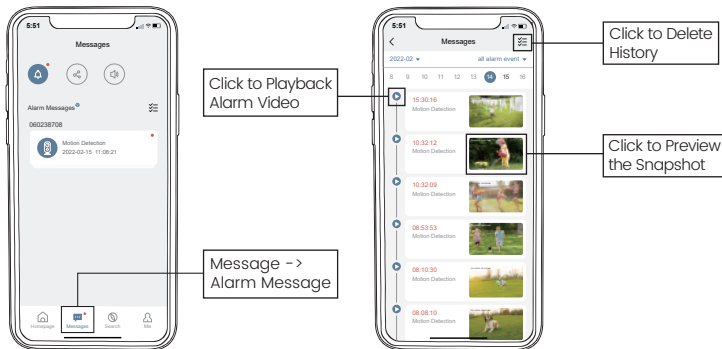 5:51
Messages
Alarm Messages
060238708
Motion Detection
2022-02-15 11:06:21
Homepage
Messages
Search
Me
Click to Playback
Alarm Video
Message ->
Alarm Message
5:51
Messages
2022-02
all alarm event
8 9 10 11 12 13 14 15 16
15:30:16
Motion Detection
10:32:12
Motion Detection
10:32:09
Motion Detection
08:53:53
Motion Detection
08:10:30
Motion Detection
08:08:10
Motion Detection
Click to Delete
History
Click to Preview
the Snapshot